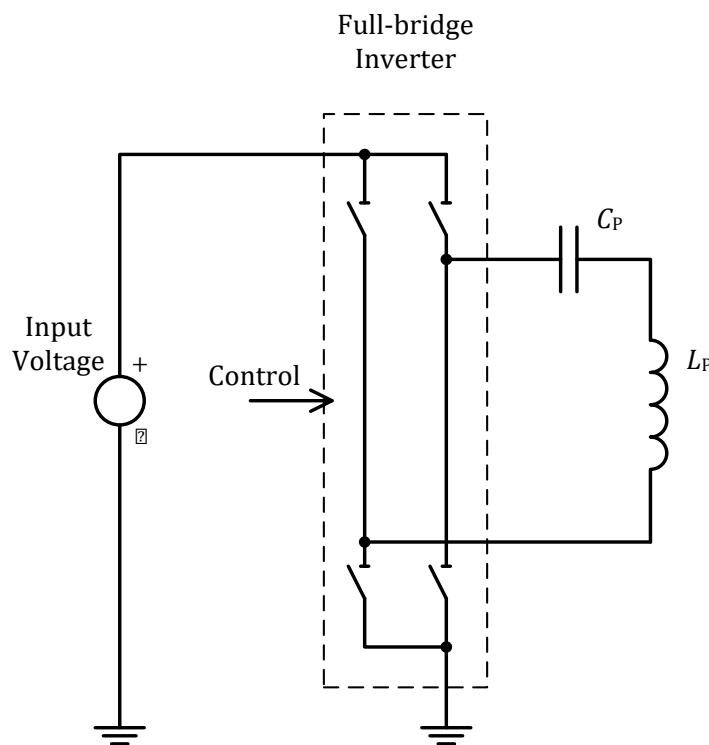 Full-bridge
Inverter
C_P
Input
Voltage
+
L_P
Control